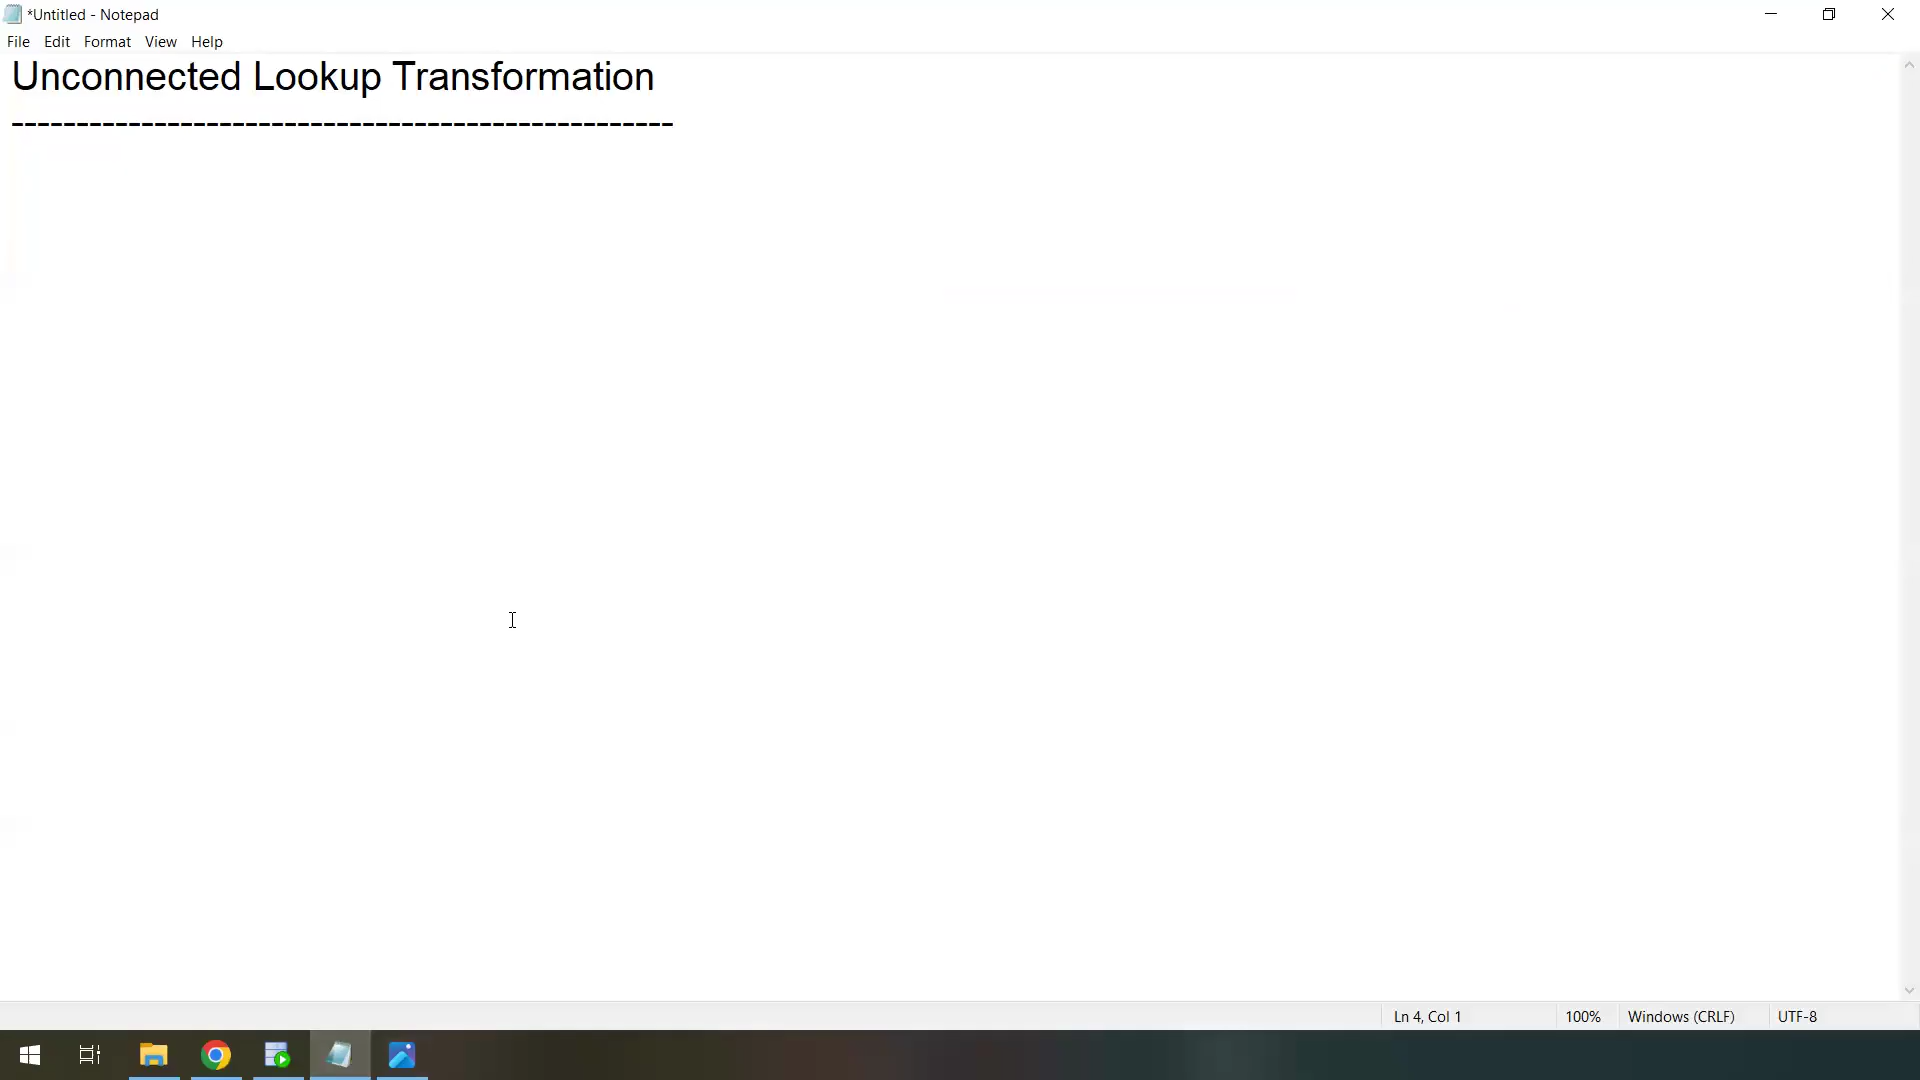 *Untitled - Notepad
File Edit Format View Help
Unconnected Lookup Transformation
---------------------------------------------------
Ln 4, Col 1 100% Windows (CRLF) UTF-8